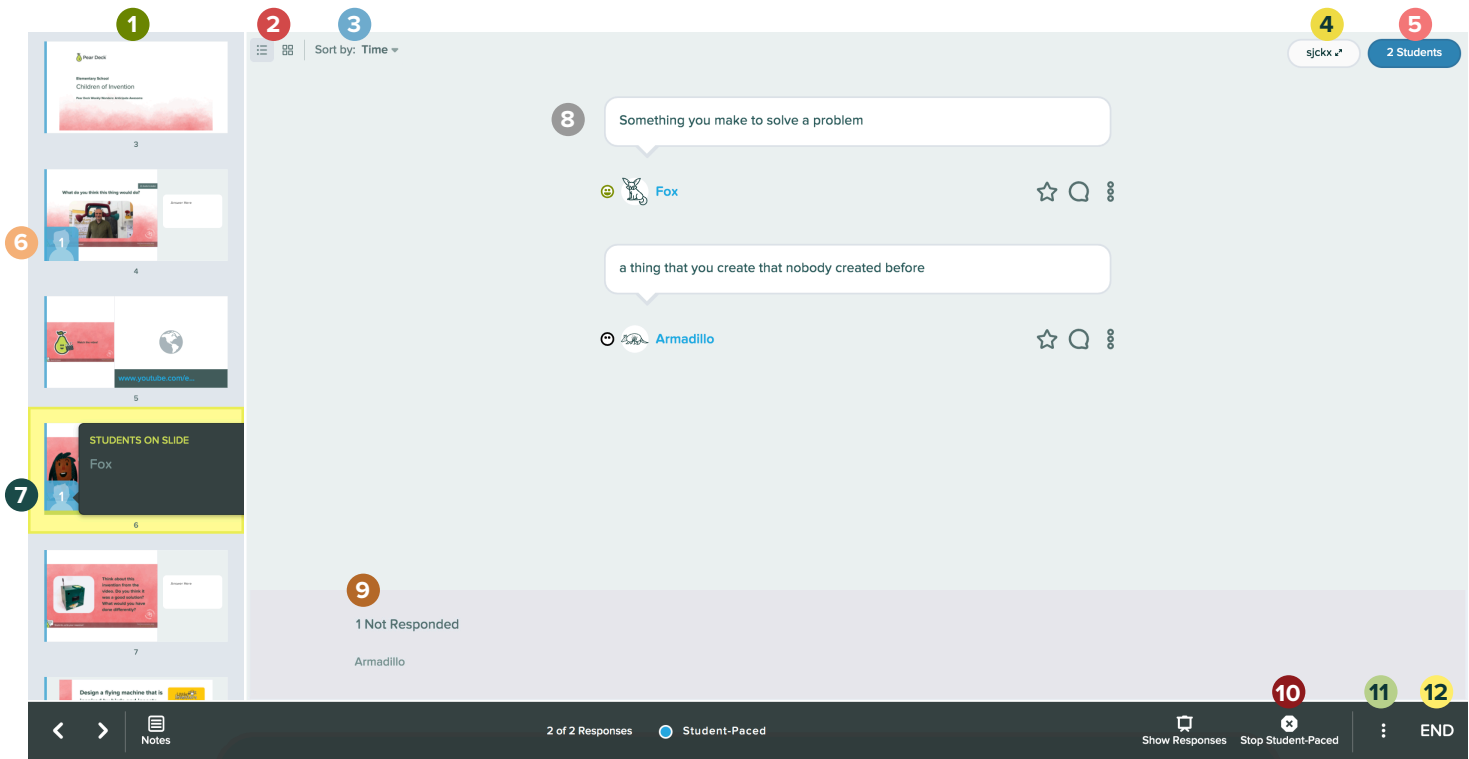 1
2
3
4
5
Pear Deck
Elementary School
Children of Invention
3
Sort by: Time
sjckx
2 Students
8
Something you make to solve a problem
Fox
What do you think this thing would do?
1
6
4
a thing that you create that nobody created before
Armadillo
www.youtube.com/e...
5
STUDENTS ON SLIDE
Fox
1
7
6
Think about this
invention from the
video. Do you think it
was a good solution?
What would you have
done differently?
7
9
1 Not Responded
Armadillo
Design a flying machine that is
10
11
12
Notes
2 of 2 Responses
Student-Paced
Show Responses
Stop Student-Paced
END